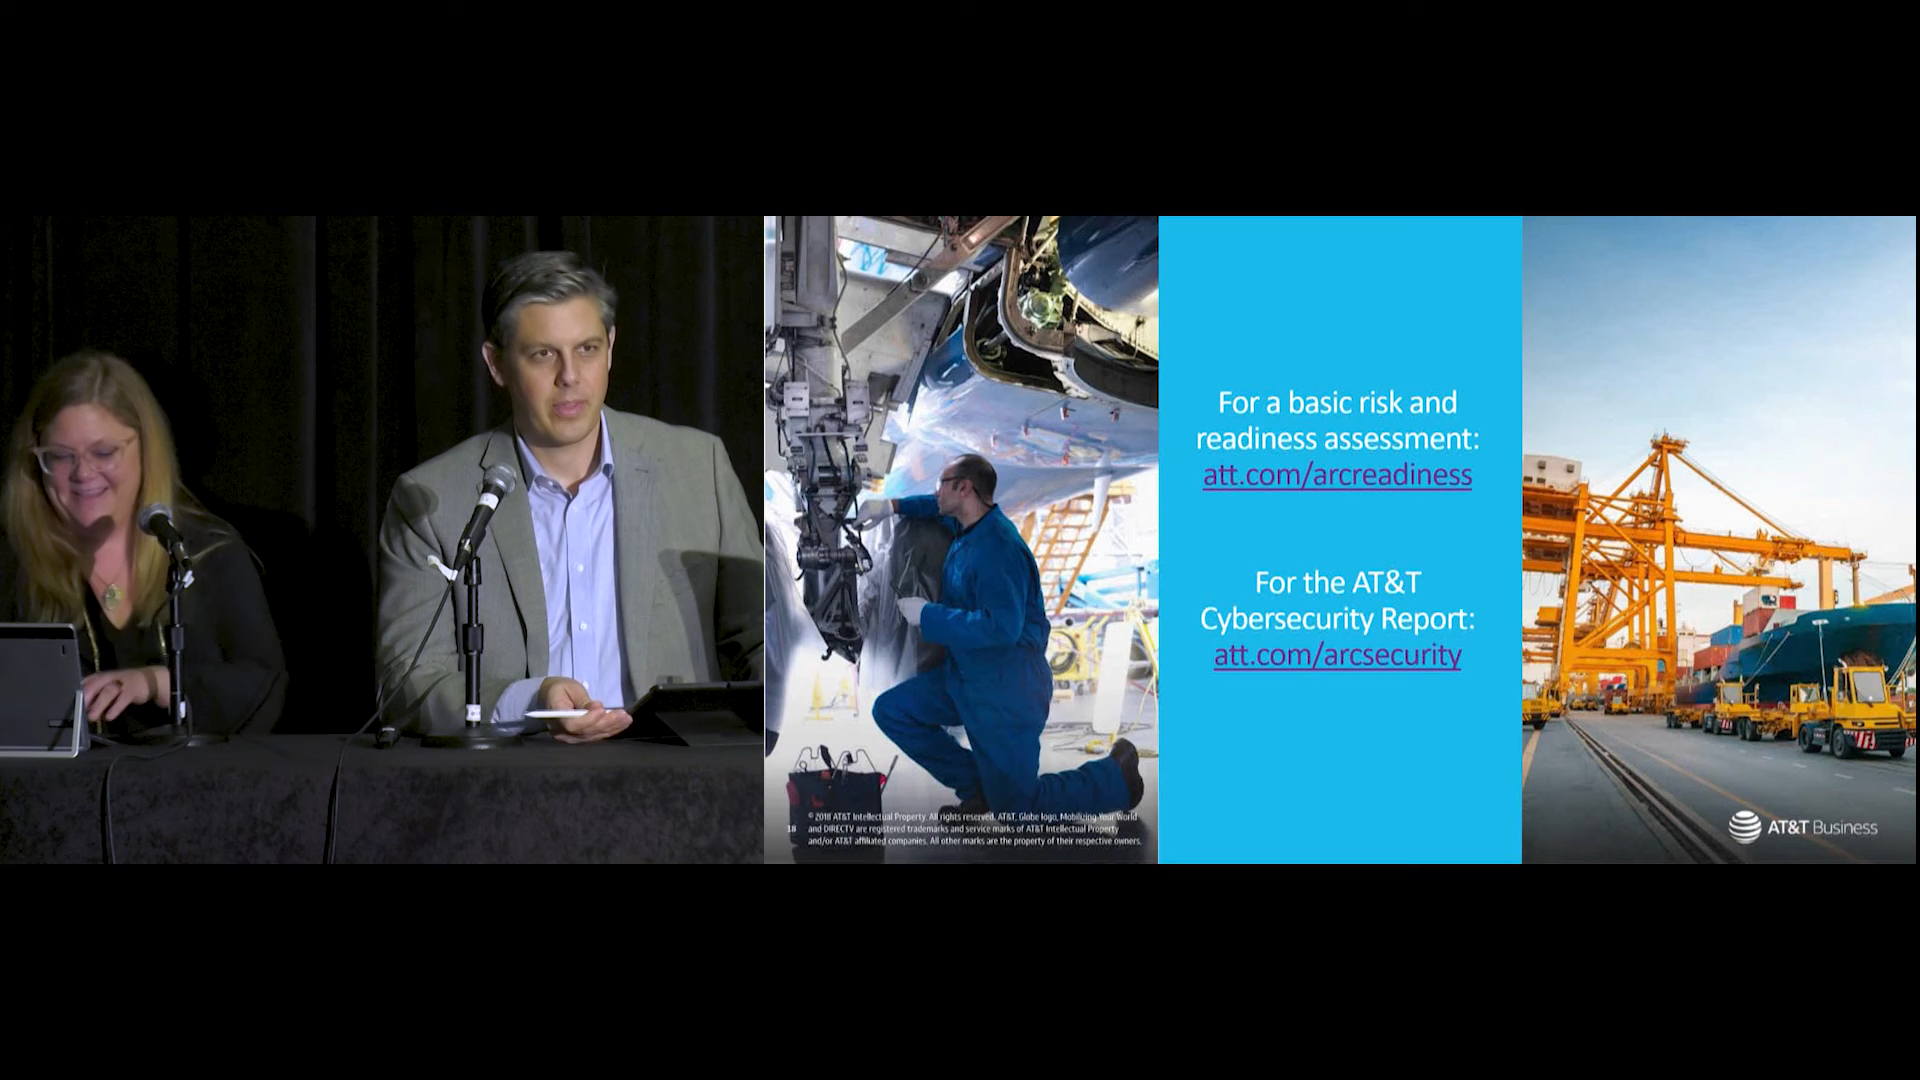 For a basic risk and
readiness assessment:
att.com/arcreadiness
For the AT&T
Cybersecurity Report:
att.com/arcsecurity
18
© 2018 AT&T Intellectual Property. All rights reserved. AT&T, Globe logo, Mobilizing Your World
and DIRECTV are registered trademarks and service marks of AT&T Intellectual Property
and/or AT&T affiliated companies. All other marks are the property of their respective owners.
AT&T Business